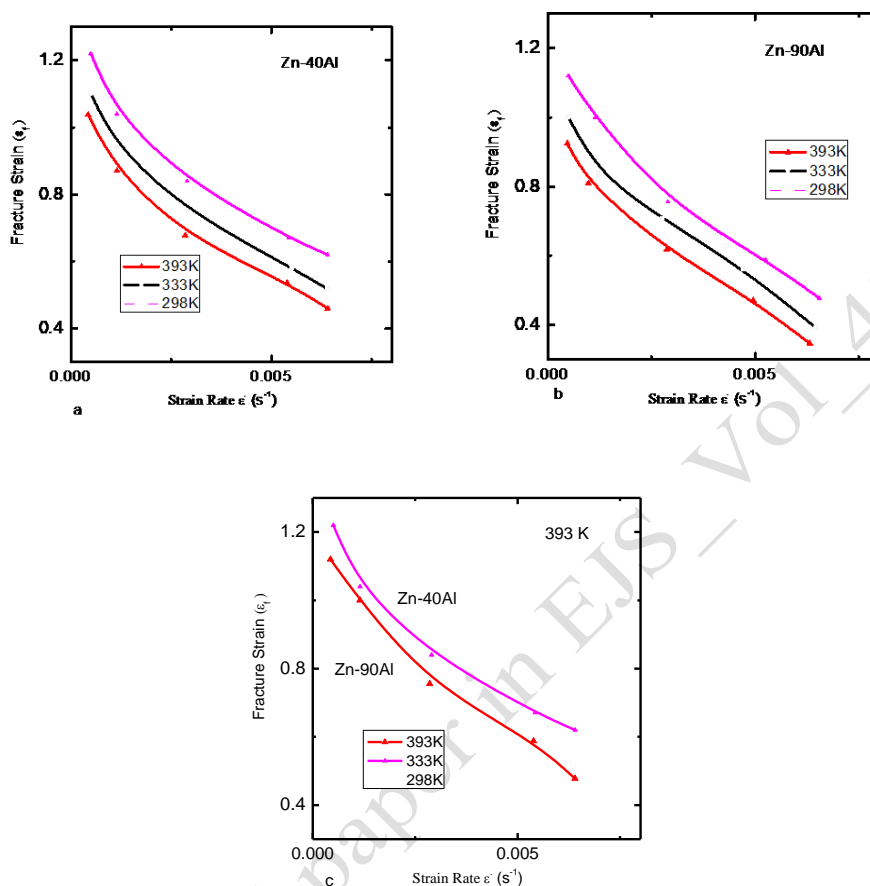 1.2
0.8
0.4
Fracture Strain (ε_f)
Zn-40Al
393K
333K
298K
0.000
0.005
a
Strain Rate ε˙ (s⁻¹)
1.2
0.8
0.4
Fracture Strain (ε_f)
Zn-90Al
393K
333K
298K
0.000
0.005
b
Strain Rate ε˙ (s⁻¹)
1.2
0.8
0.4
Fracture Strain (ε_f)
393 K
Zn-40Al
Zn-90Al
393K
333K
298K
0.000
0.005
c
Strain Rate ε˙ (s⁻¹)
paper in EJS_ Vol_ 4